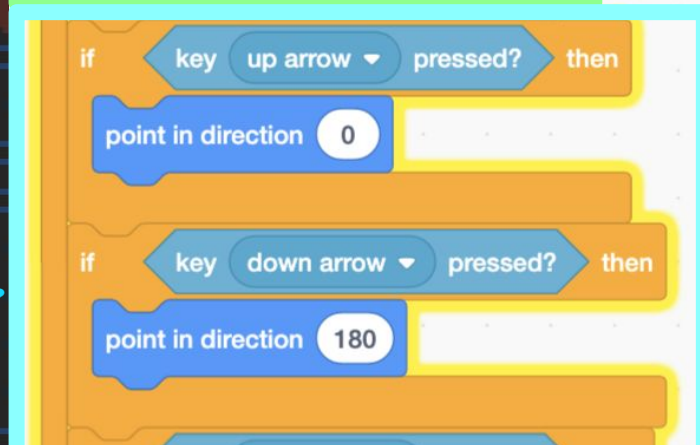 if key up arrow pressed? then
point in direction 0
if key down arrow pressed? then
point in direction 180